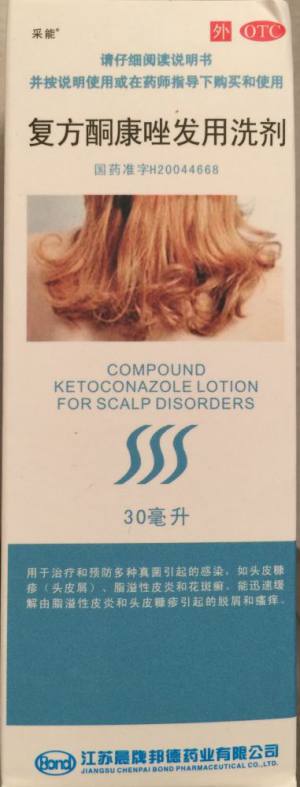 采能®
外 OTC
请仔细阅读说明书
并按说明使用或在药师指导下购买和使用
复方酮康唑发用洗剂
国药准字H20044668
COMPOUND
KETOCONAZOLE LOTION
FOR SCALP DISORDERS
30毫升
用于治疗和预防多种真菌引起的感染，如头皮糠
疹（头皮屑）、脂溢性皮炎和花斑癣，能迅速缓
解由脂溢性皮炎和头皮糠疹引起的脱屑和瘙痒。
Bond 江苏晨牌邦德药业有限公司
JIANGSU CHENPAI BOND PHARMACEUTICAL CO.,LTD.